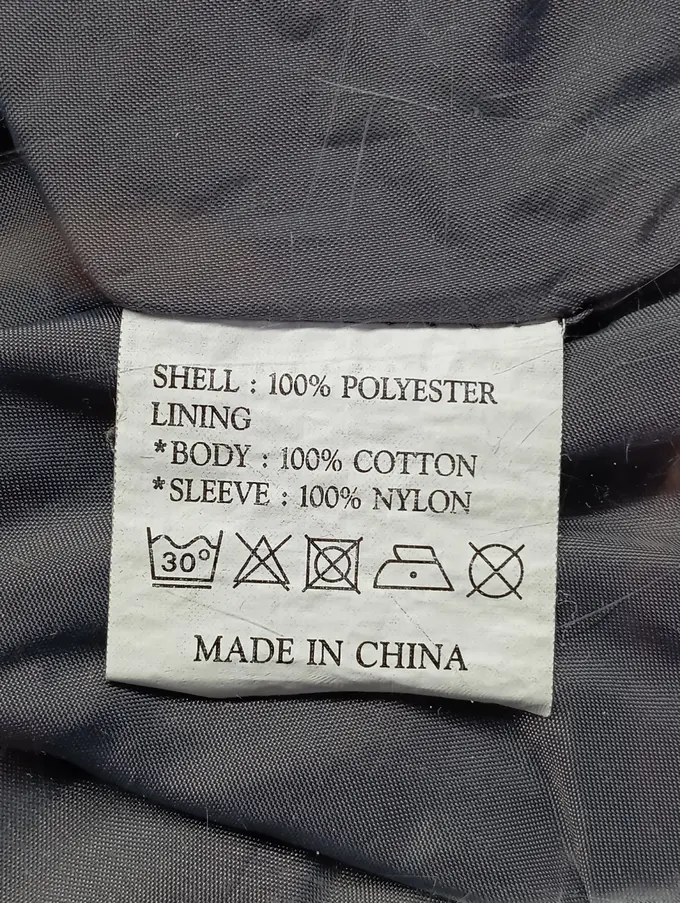 SHELL : 100% POLYESTER
LINING
*BODY : 100% COTTON
*SLEEVE : 100% NYLON
30°
MADE IN CHINA